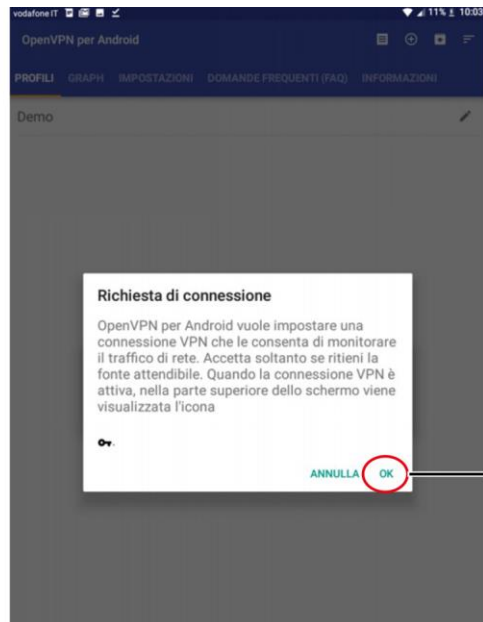 vodafone IT 11% 10:03
OpenVPN per Android
PROFILI GRAPH IMPOSTAZIONI DOMANDE FREQUENTI (FAQ) INFORMAZIONI
Demo
Richiesta di connessione
OpenVPN per Android vuole impostare una
connessione VPN che le consenta di monitorare
il traffico di rete. Accetta soltanto se ritieni la
fonte attendibile. Quando la connessione VPN è
attiva, nella parte superiore dello schermo viene
visualizzata l'icona
.
ANNULLA OK